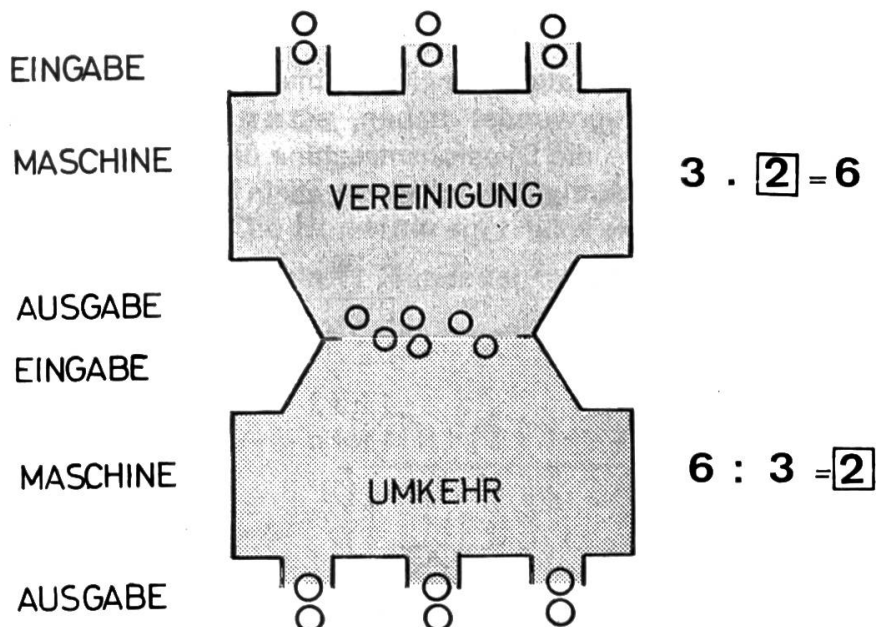 EINGABE
MASCHINE
VEREINIGUNG
3 . 2 = 6
AUSGABE
EINGABE
MASCHINE
UMKEHR
6 : 3 = 2
AUSGABE